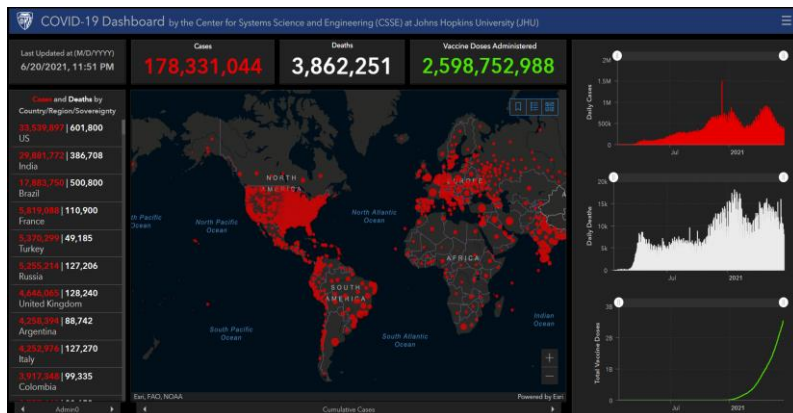 COVID-19 Dashboard by the Center for Systems Science and Engineering (CSSE) at Johns Hopkins University (JHU)
Last Updated at (M/D/YYYY)
6/20/2021, 11:51 PM
Cases
178,331,044
Deaths
3,862,251
Vaccine Doses Administered
2,598,752,988
Cases and Deaths by
Country/Region/Sovereignty
33,539,897 | 601,800
US
29,881,772 | 386,708
India
17,883,750 | 500,800
Brazil
5,819,088 | 110,900
France
5,370,299 | 49,185
Turkey
5,255,214 | 127,206
Russia
4,646,065 | 128,240
United Kingdom
4,258,394 | 88,742
Argentina
4,252,976 | 127,270
Italy
3,917,348 | 99,335
Colombia
Admin0
NORTH
AMERICA
EUROPE
th Pacific
Ocean
North Pacific
Ocean
North Atlantic
Ocean
AFRICA
SOUTH
AMERICA
Indian
Ocean
South Pacific
Ocean
South Atlantic
Ocean
+
−
Esri, FAO, NOAA
Powered by Esri
Cumulative Cases
Daily Cases
2M
1.5M
1M
500k
0
Jul
2021
Daily Deaths
20k
15k
10k
5k
0
Jul
2021
Total Vaccine Doses
3B
2B
1B
0
Jul
2021